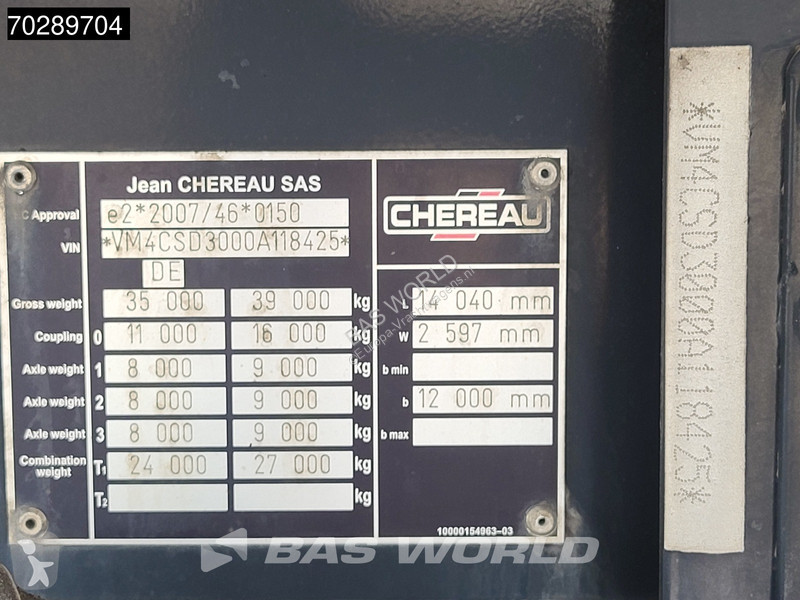 70289704
Jean CHEREAU SAS
C Approval e2*2007/46*0150
VIN *VM4CSD3000A118425*
DE
Gross weight 35 000 39 000 kg
Coupling 0 11 000 16 000 kg
Axle weight 1 8 000 9 000 kg
Axle weight 2 8 000 9 000 kg
Axle weight 3 8 000 9 000 kg
Combination weight T1 24 000 27 000 kg
T2 kg
CHEREAU
L 14 040 mm
W 2 597 mm
b min
b 12 000 mm
b max
10000154963-03
*VM4CSD3000A118425*
BAS WORLD
BAS WORLD